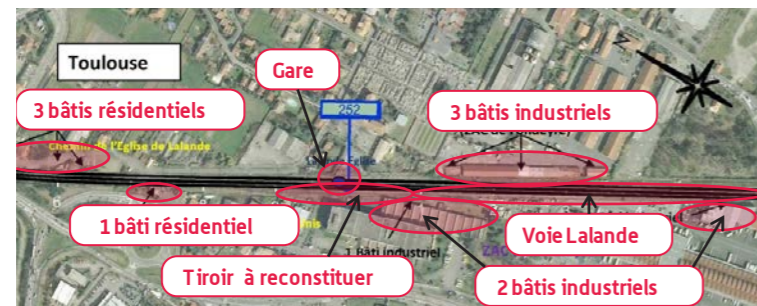 Toulouse
Gare
N
3 bâtis résidentiels
252
3 bâtis industriels
Chemin de l'Eglise de Lalande
1 bâti résidentiel
1 Bâti industriel
ZAC
Voie Lalande
Tiroir à reconstituer
2 bâtis industriels